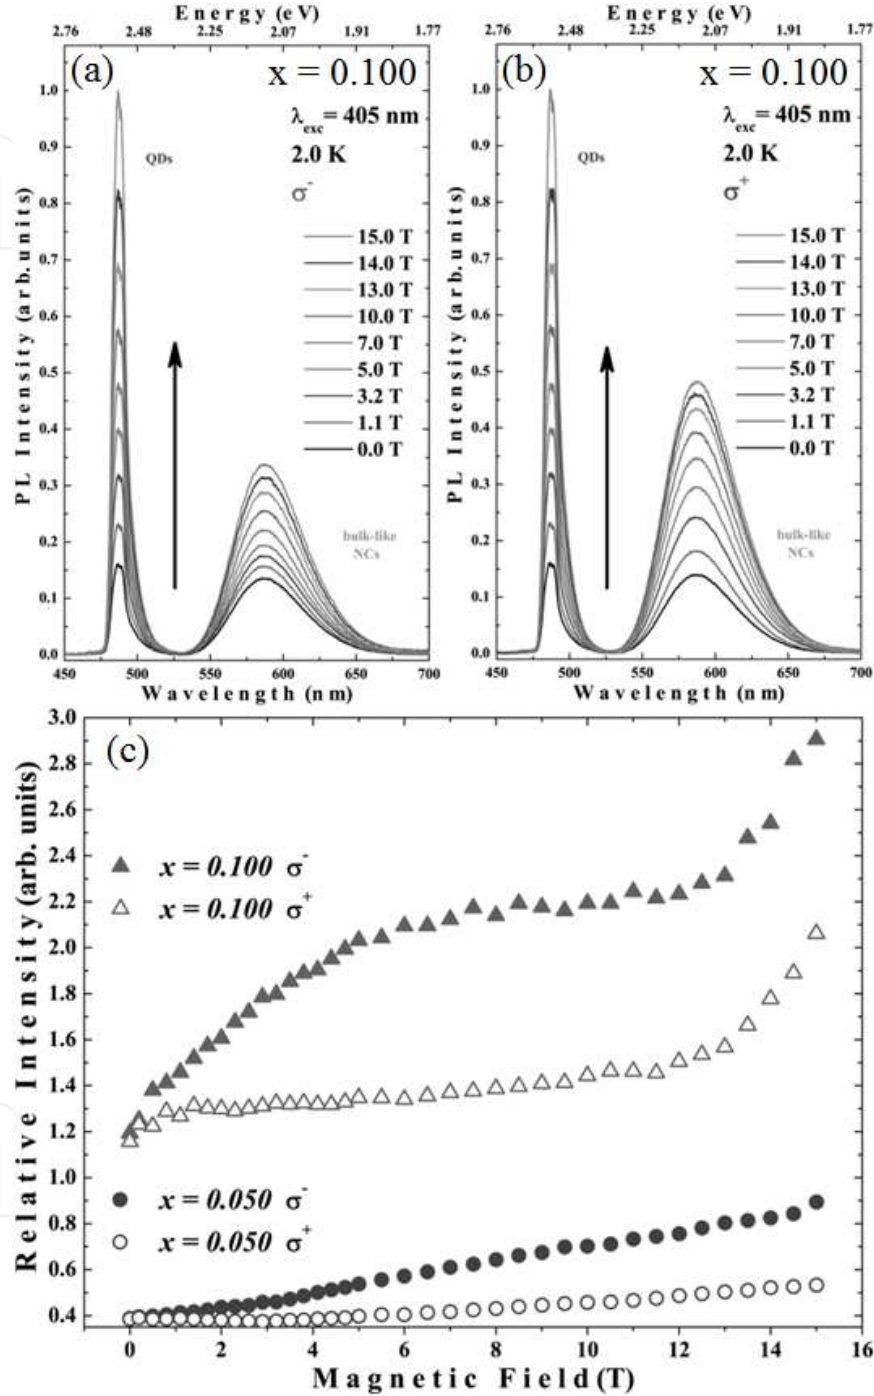 Energy (eV)
2.76 2.48 2.25 2.07 1.91 1.77
(a) x = 0.100
λexc = 405 nm
2.0 K
σ-
QDs
15.0 T
14.0 T
13.0 T
10.0 T
7.0 T
5.0 T
3.2 T
1.1 T
0.0 T
bulk-like
NCs
1.0
0.9
0.8
0.7
0.6
0.5
0.4
0.3
0.2
0.1
0.0
PL Intensity (arb.units)
450 500 550 600 650 700
Wavelength (nm)
Energy (eV)
2.76 2.48 2.25 2.07 1.91 1.77
(b) x = 0.100
λexc = 405 nm
2.0 K
σ+
QDs
15.0 T
14.0 T
13.0 T
10.0 T
7.0 T
5.0 T
3.2 T
1.1 T
0.0 T
bulk-like
NCs
1.0
0.9
0.8
0.7
0.6
0.5
0.4
0.3
0.2
0.1
0.0
PL Intensity (arb.units)
450 500 550 600 650 700
Wavelength (nm)
(c)
3.0
2.8
2.6
2.4
2.2
2.0
1.8
1.6
1.4
1.2
1.0
0.8
0.6
0.4
Relative Intensity (arb. units)
x = 0.100 σ-
x = 0.100 σ+
x = 0.050 σ-
x = 0.050 σ+
0 2 4 6 8 10 12 14 16
Magnetic Field (T)